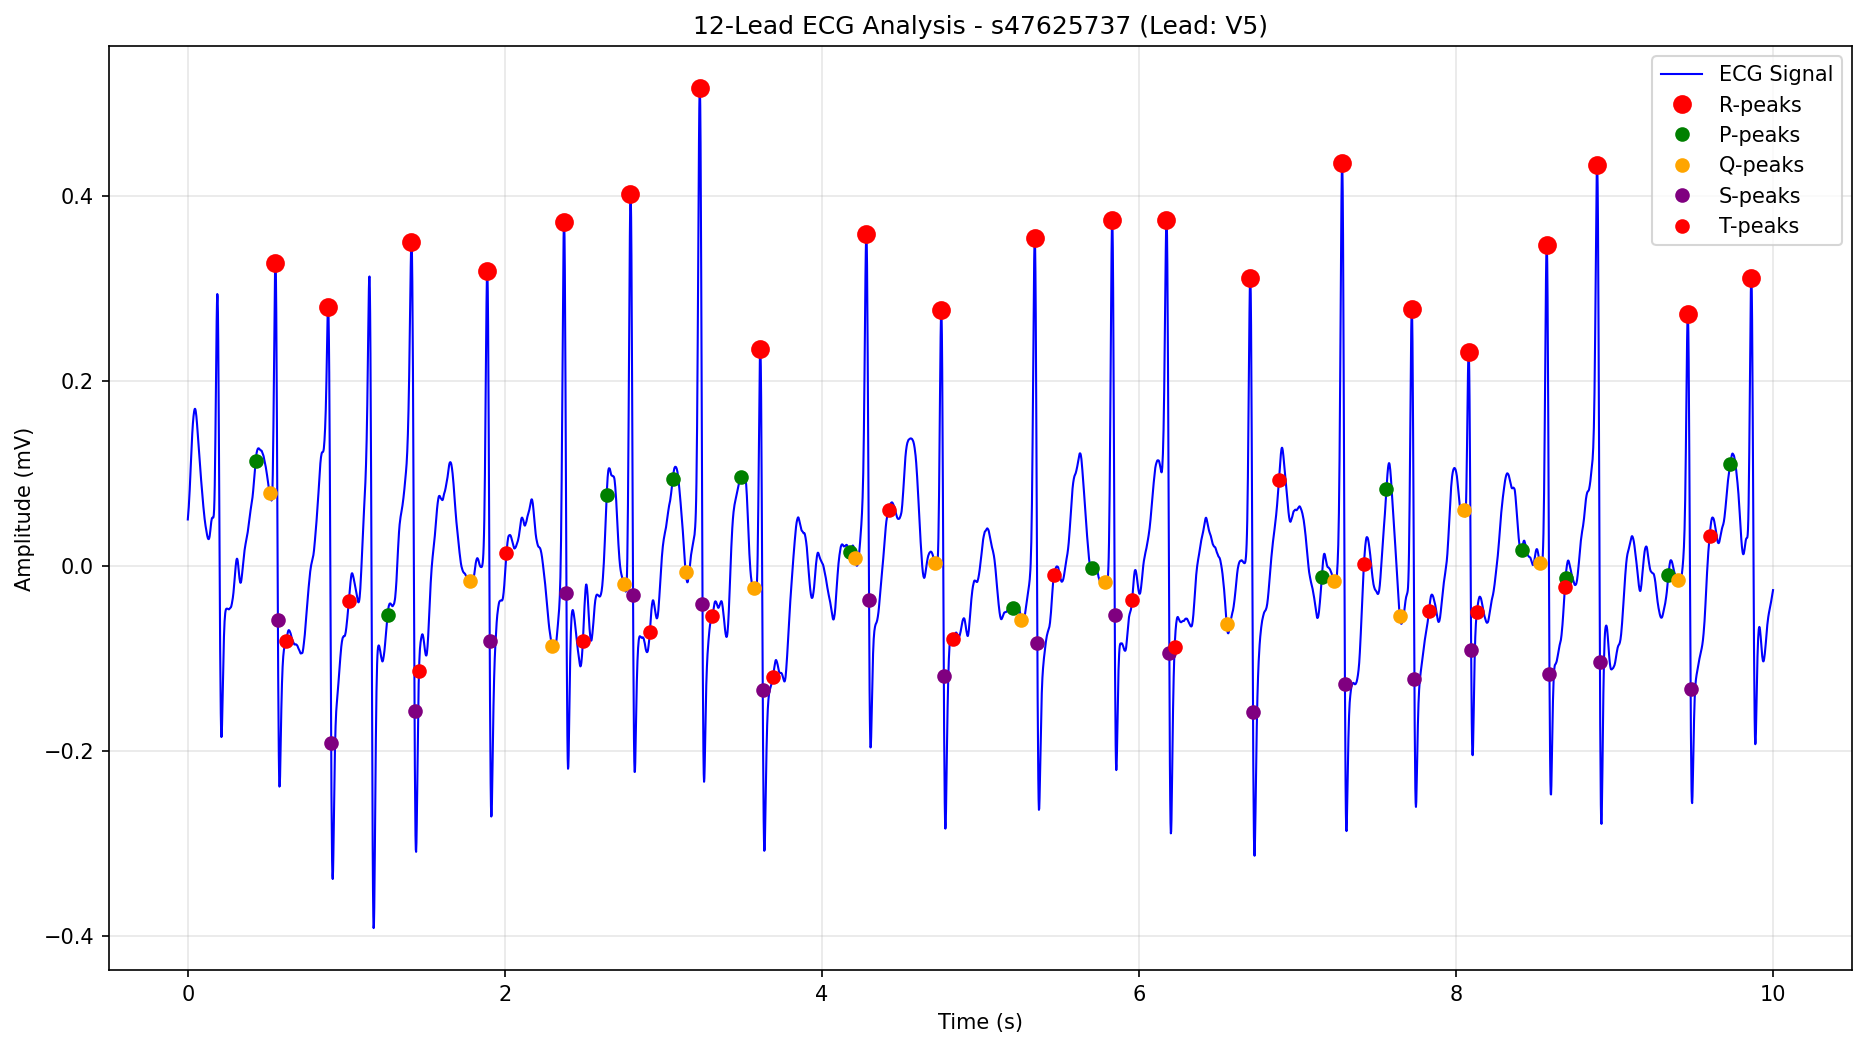 12-Lead ECG Analysis - s47625737 (Lead: V5)
ECG Signal
R-peaks
P-peaks
Q-peaks
S-peaks
T-peaks
Amplitude (mV)
0.4
0.2
0.0
−0.2
−0.4
0 2 4 6 8 10
Time (s)